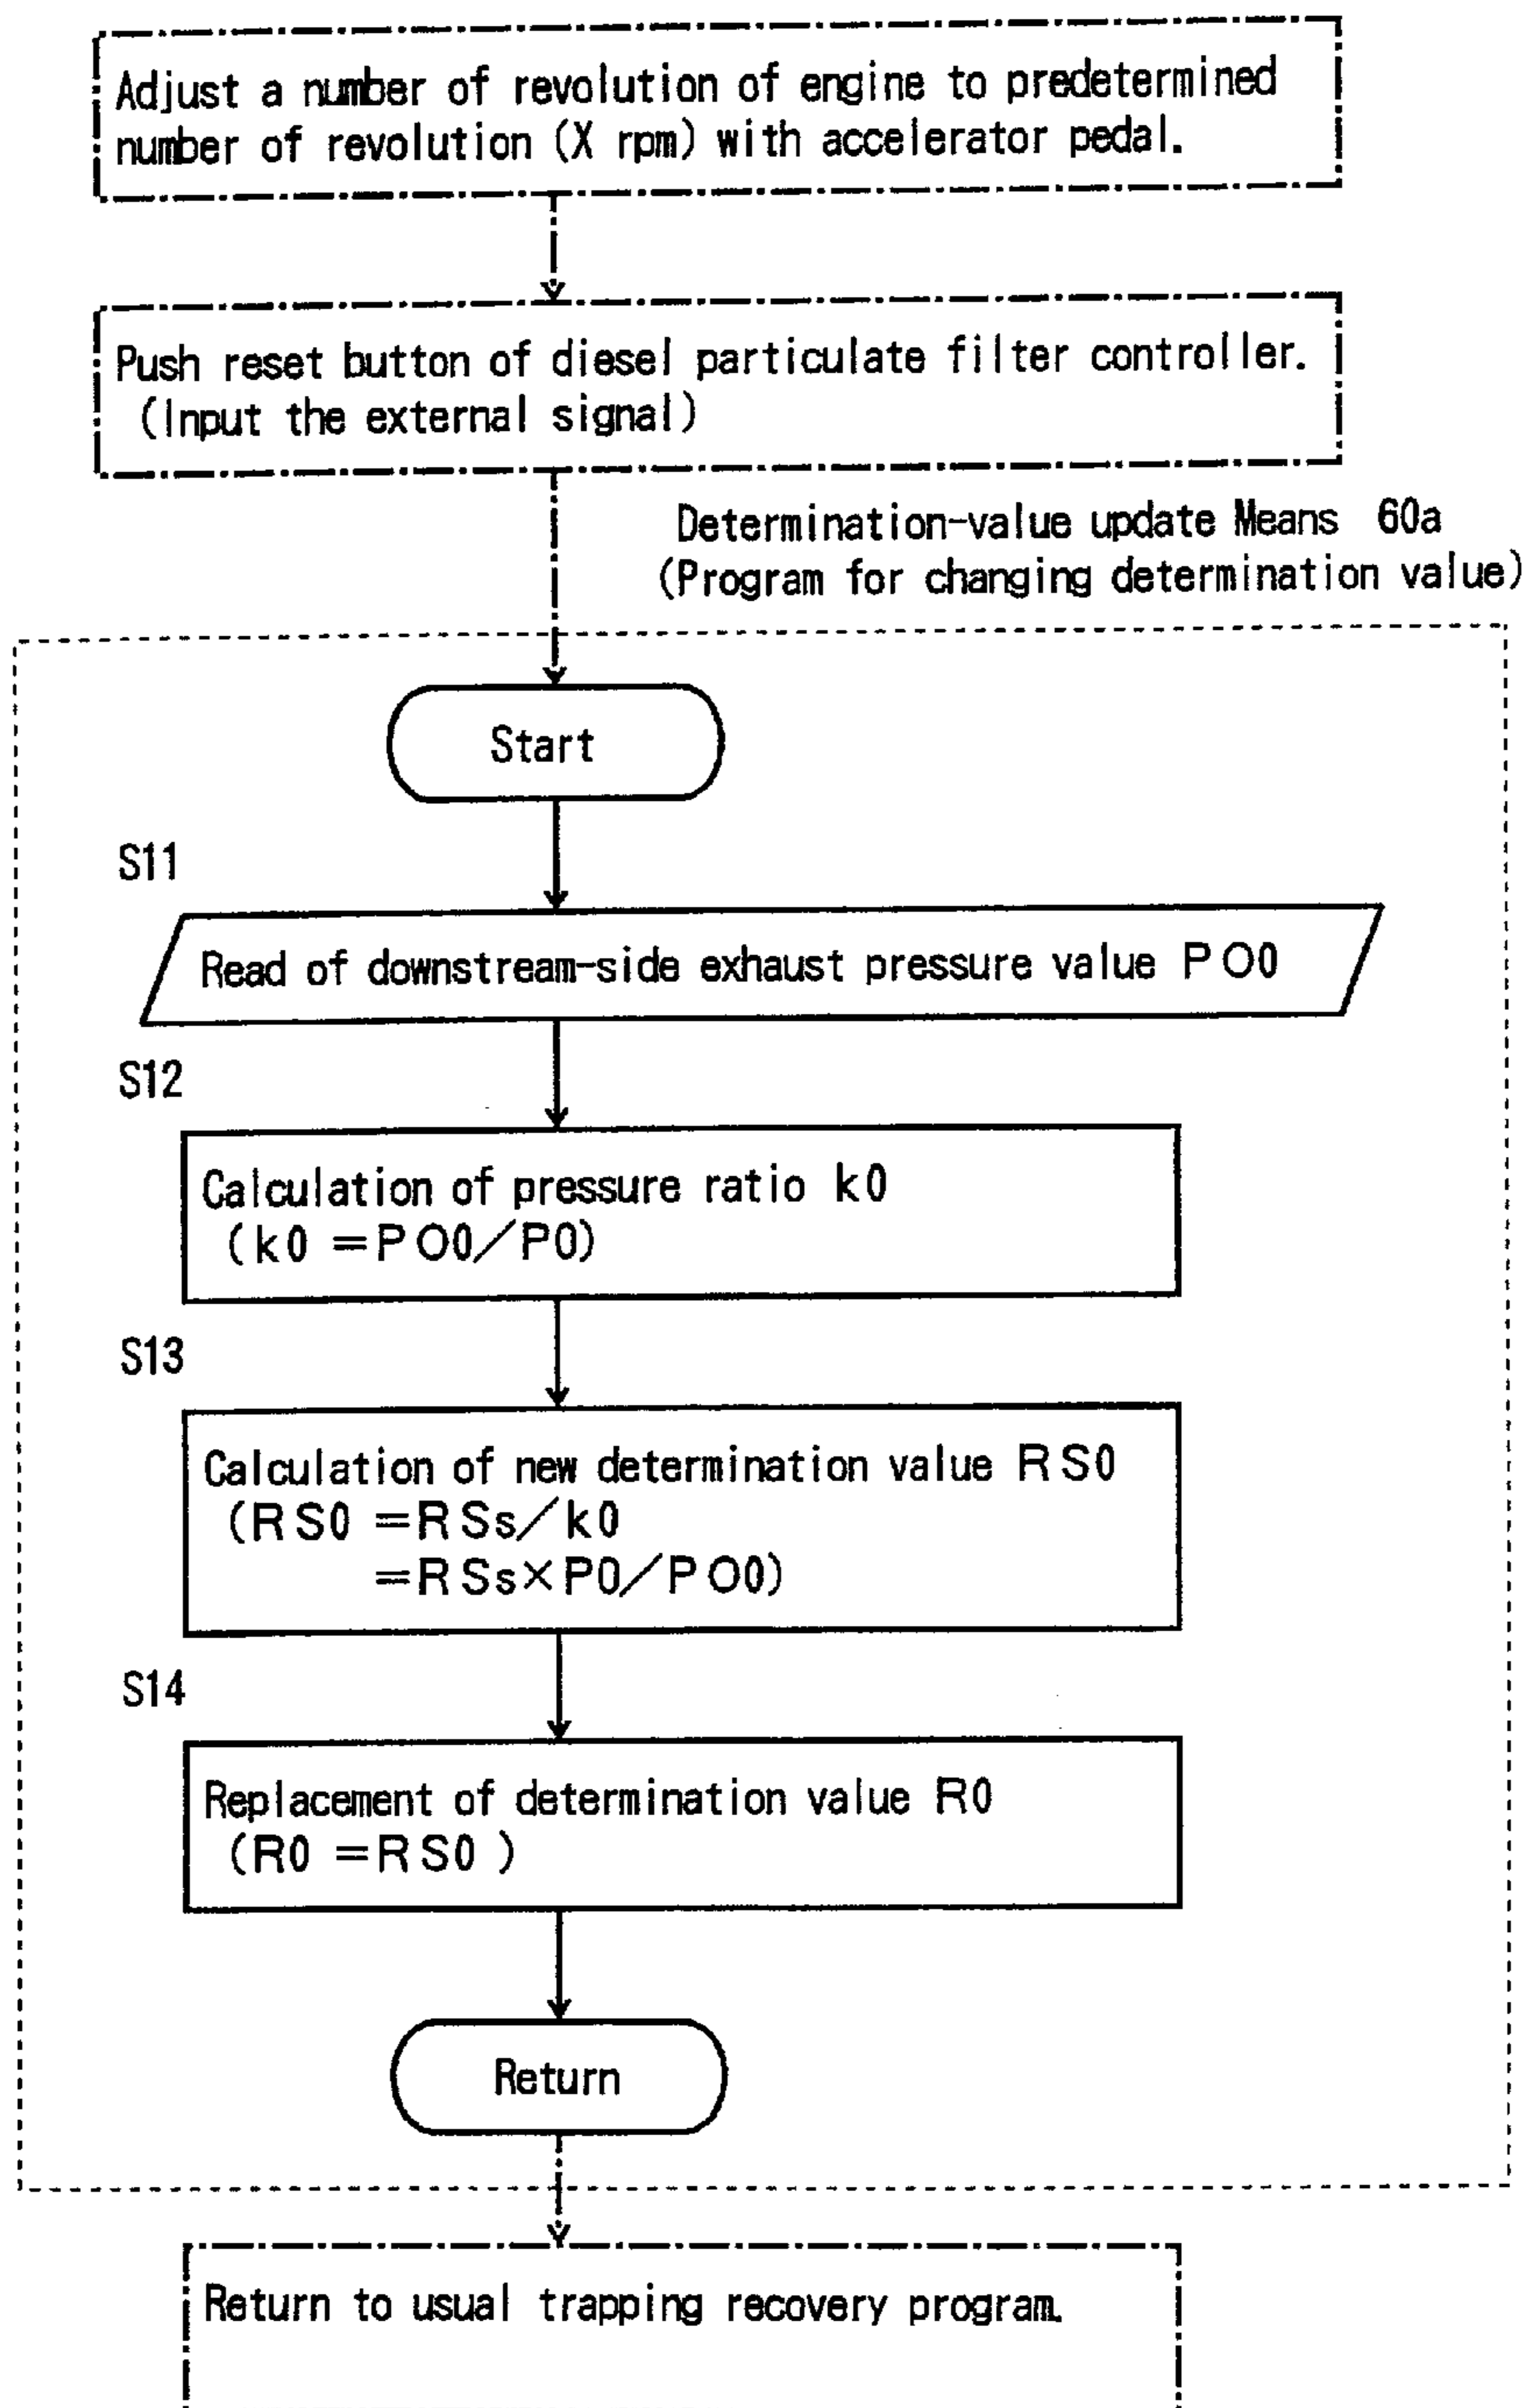 Adjust a number of revolution of engine to predetermined
number of revolution (X rpm) with accelerator pedal.
Push reset button of diesel particulate filter controller.
(Input the external signal)
Determination-value update Means 60a
(Program for changing determination value)
Start
S11
Read of downstream-side exhaust pressure value PO0
S12
Calculation of pressure ratio k0
(k0 =PO0/P0)
S13
Calculation of new determination value RS0
(RS0 =RSs/k0
=RSs×P0/PO0)
S14
Replacement of determination value R0
(R0 =RS0 )
Return
Return to usual trapping recovery program.